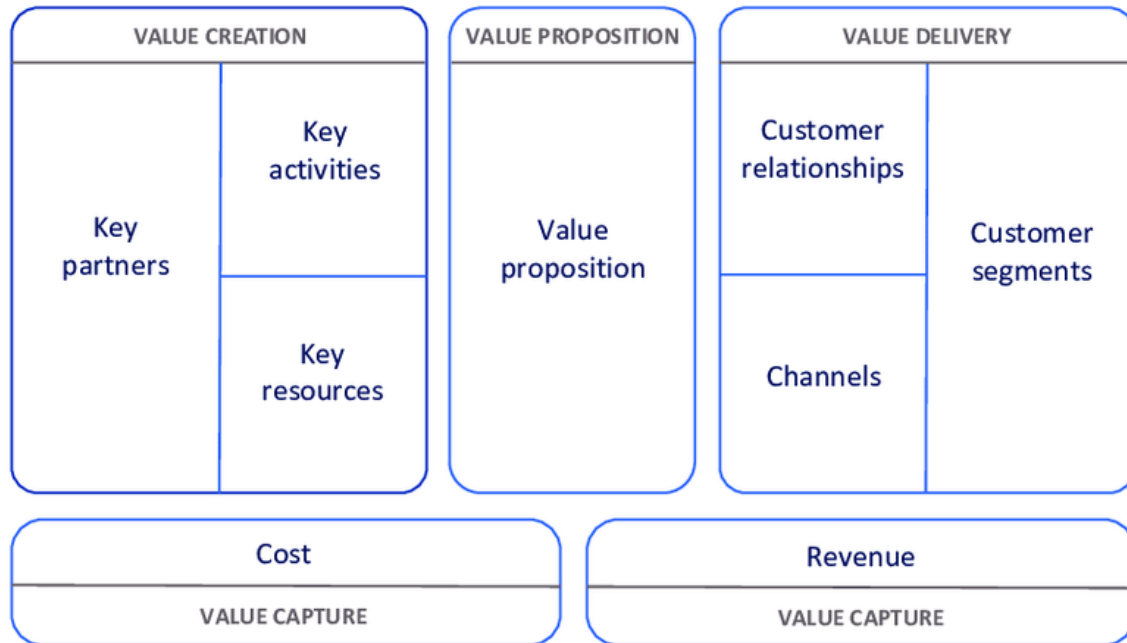 VALUE CREATION
Key
partners
Key
activities
Key
resources
VALUE PROPOSITION
Value
proposition
VALUE DELIVERY
Customer
relationships
Channels
Customer
segments
Cost
VALUE CAPTURE
Revenue
VALUE CAPTURE